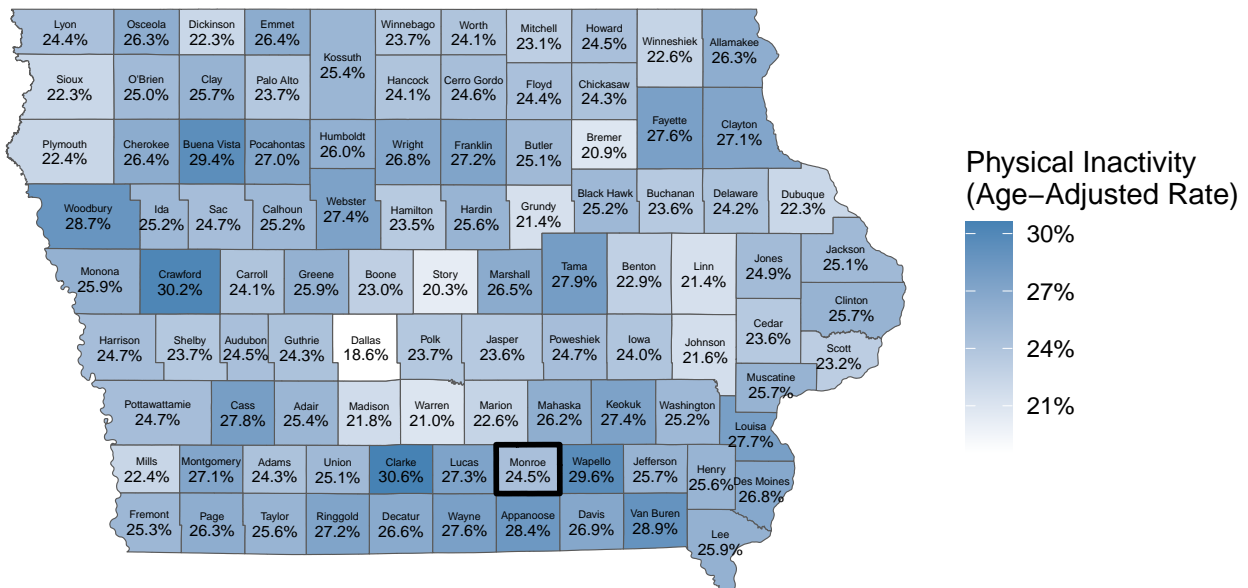 Lyon
24.4%
Osceola
26.3%
Dickinson
22.3%
Emmet
26.4%
Kossuth
25.4%
Winnebago
23.7%
Worth
24.1%
Mitchell
23.1%
Howard
24.5%
Winneshiek
22.6%
Allamakee
26.3%
Sioux
22.3%
O'Brien
25.0%
Clay
25.7%
Palo Alto
23.7%
Hancock
24.1%
Cerro Gordo
24.6%
Floyd
24.4%
Chickasaw
24.3%
Fayette
27.6%
Clayton
27.1%
Plymouth
22.4%
Cherokee
26.4%
Buena Vista
29.4%
Pocahontas
27.0%
Humboldt
26.0%
Wright
26.8%
Franklin
27.2%
Butler
25.1%
Bremer
20.9%
Woodbury
28.7%
Ida
25.2%
Sac
24.7%
Calhoun
25.2%
Webster
27.4%
Hamilton
23.5%
Hardin
25.6%
Grundy
21.4%
Black Hawk
25.2%
Buchanan
23.6%
Delaware
24.2%
Dubuque
22.3%
Monona
25.9%
Crawford
30.2%
Carroll
24.1%
Greene
25.9%
Boone
23.0%
Story
20.3%
Marshall
26.5%
Tama
27.9%
Benton
22.9%
Linn
21.4%
Jones
24.9%
Jackson
25.1%
Clinton
25.7%
Harrison
24.7%
Shelby
23.7%
Audubon
24.5%
Guthrie
24.3%
Dallas
18.6%
Polk
23.7%
Jasper
23.6%
Poweshiek
24.7%
Iowa
24.0%
Johnson
21.6%
Cedar
23.6%
Scott
23.2%
Muscatine
25.7%
Pottawattamie
24.7%
Cass
27.8%
Adair
25.4%
Madison
21.8%
Warren
21.0%
Marion
22.6%
Mahaska
26.2%
Keokuk
27.4%
Washington
25.2%
Louisa
27.7%
Mills
22.4%
Montgomery
27.1%
Adams
24.3%
Union
25.1%
Clarke
30.6%
Lucas
27.3%
Monroe
24.5%
Wapello
29.6%
Jefferson
25.7%
Henry
25.6%
Des Moines
26.8%
Fremont
25.3%
Page
26.3%
Taylor
25.6%
Ringgold
27.2%
Decatur
26.6%
Wayne
27.6%
Appanoose
28.4%
Davis
26.9%
Van Buren
28.9%
Lee
25.9%
Physical Inactivity
(Age−Adjusted Rate)
30%
27%
24%
21%